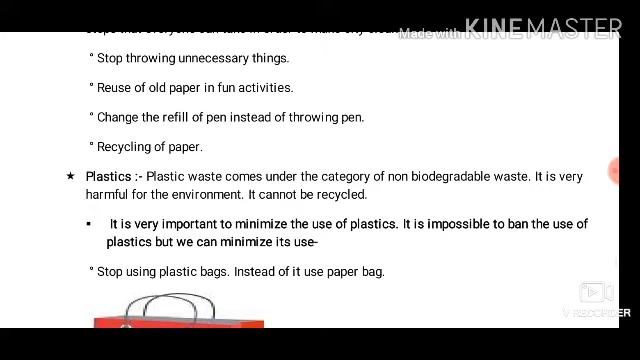 Made with KINEMASTER
Steps that everyone can take in order to make
° Stop throwing unnecessary things.
° Reuse of old paper in fun activities.
° Change the refill of pen instead of throwing pen.
° Recycling of paper.
★ Plastics :- Plastic waste comes under the category of non biodegradable waste. It is very
harmful for the environment. It cannot be recycled.
▪ It is very important to minimize the use of plastics. It is impossible to ban the use of
plastics but we can minimize its use-
° Stop using plastic bags. Instead of it use paper bag.
V RECORDER